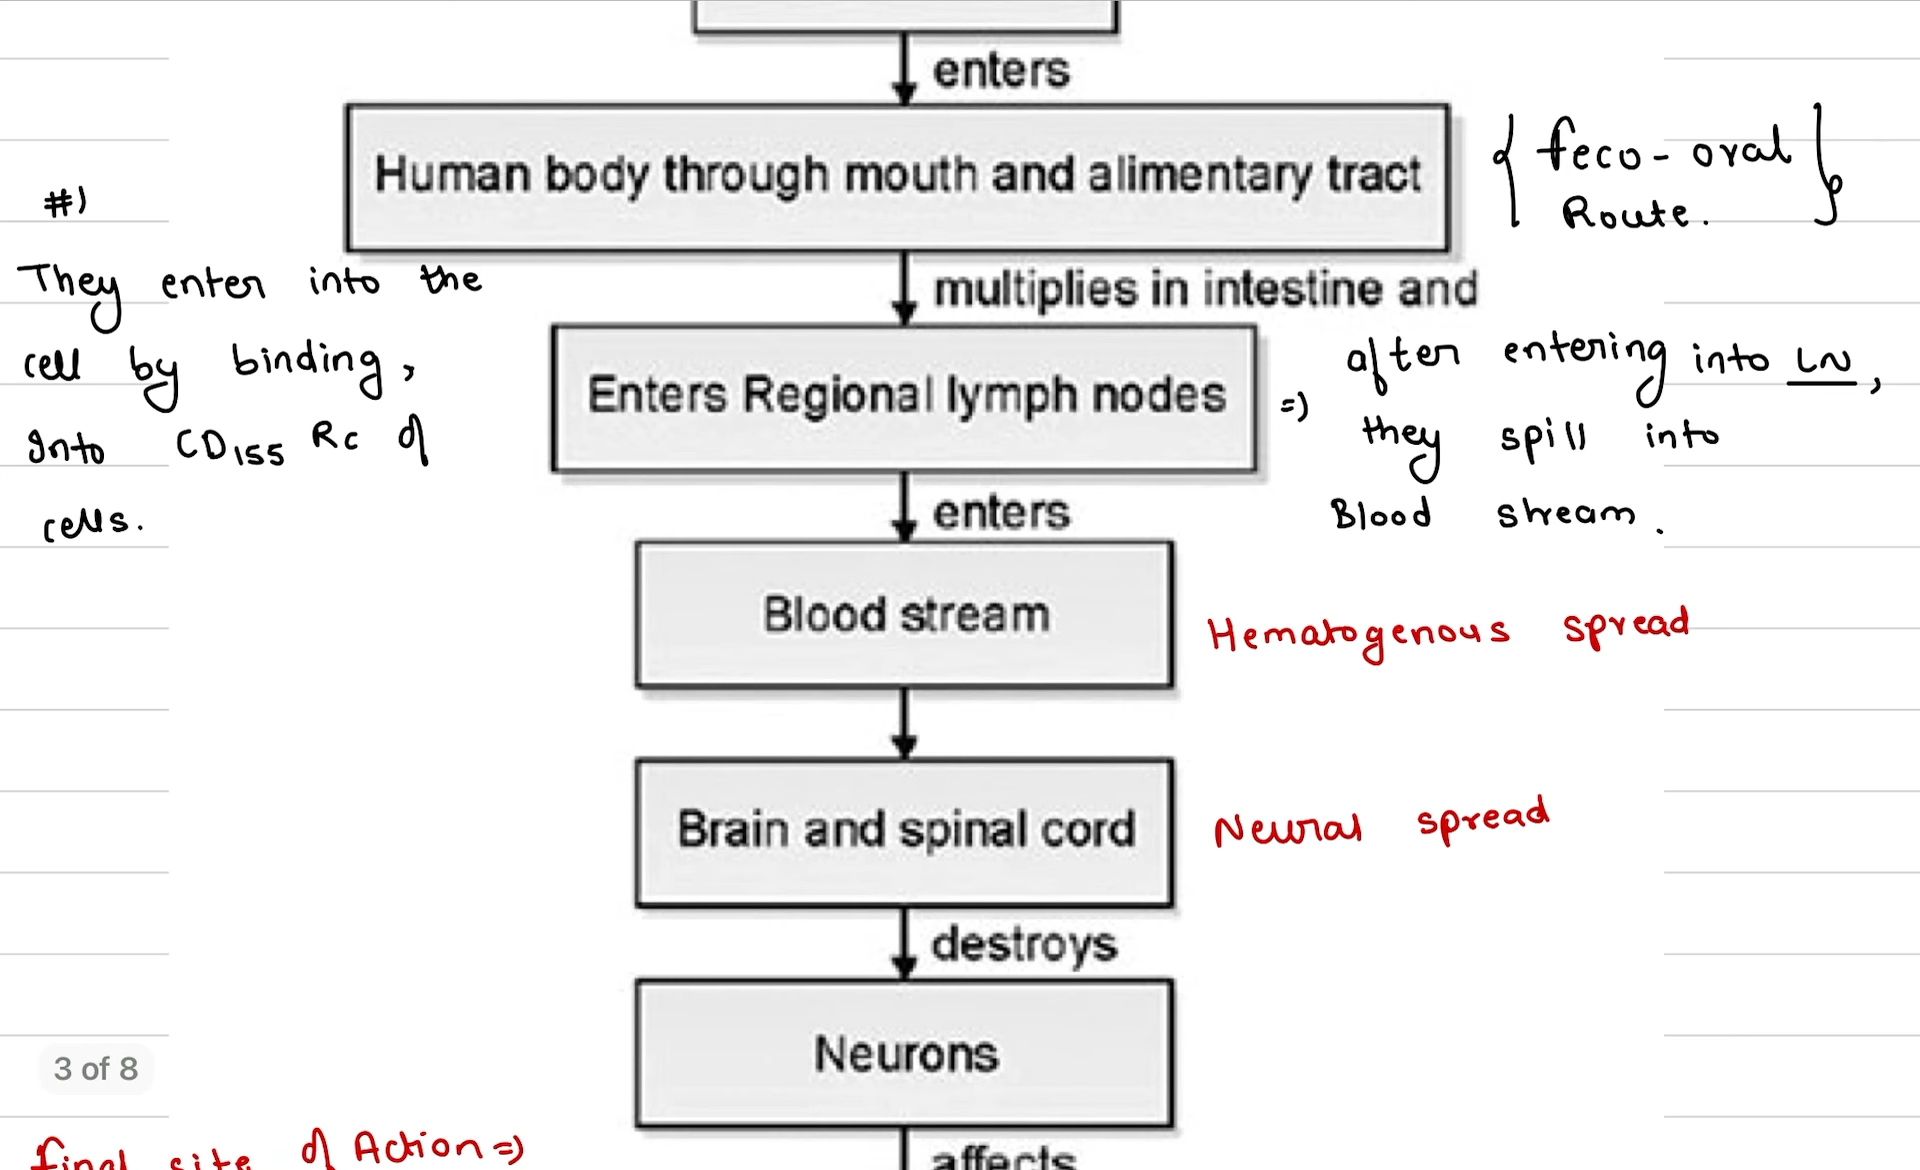 enters
Human body through mouth and alimentary tract
{ feco-oral
Route. }
#)
They enter into the
cell by binding,
Into CD155 Rc of
cells.
multiplies in intestine and
Enters Regional lymph nodes
=) after entering into LN,
they spill into
Blood stream.
enters
Blood stream
Hematogenous spread
Brain and spinal cord
Neural spread
destroys
Neurons
3 of 8
final site of Action =)
affects